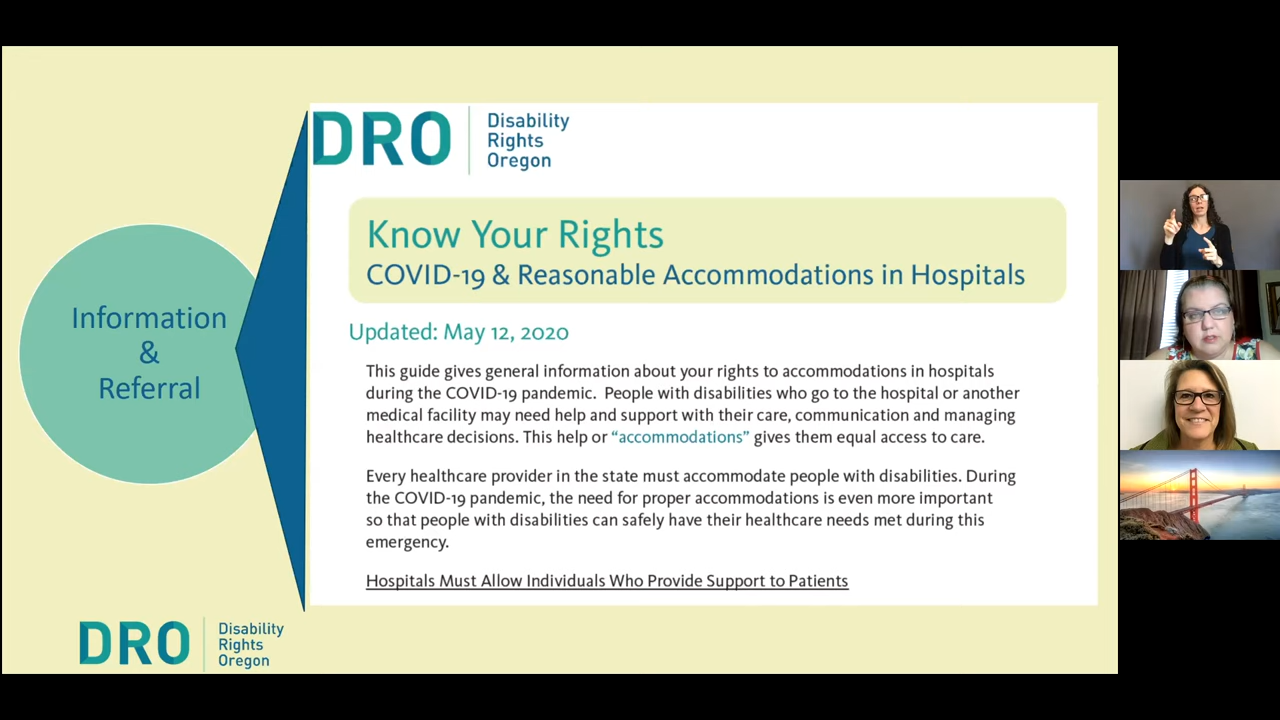 Information
&
Referral
DRO
Disability
Rights
Oregon
Know Your Rights
COVID-19 & Reasonable Accommodations in Hospitals
Updated: May 12, 2020
This guide gives general information about your rights to accommodations in hospitals
during the COVID-19 pandemic.  People with disabilities who go to the hospital or another
medical facility may need help and support with their care, communication and managing
healthcare decisions. This help or “accommodations” gives them equal access to care.
Every healthcare provider in the state must accommodate people with disabilities. During
the COVID-19 pandemic, the need for proper accommodations is even more important
so that people with disabilities can safely have their healthcare needs met during this
emergency.
Hospitals Must Allow Individuals Who Provide Support to Patients
DRO
Disability
Rights
Oregon